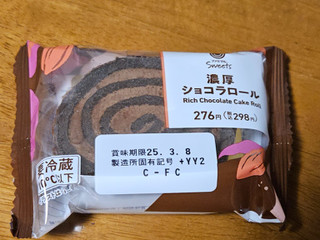 Sweets
濃厚
ショコラロール
Rich Chocolate Cake Roll
276円(税込298円)
賞味期限25.3.8
製造所固有記号 +YY2
C-FC
要冷蔵
10℃以下